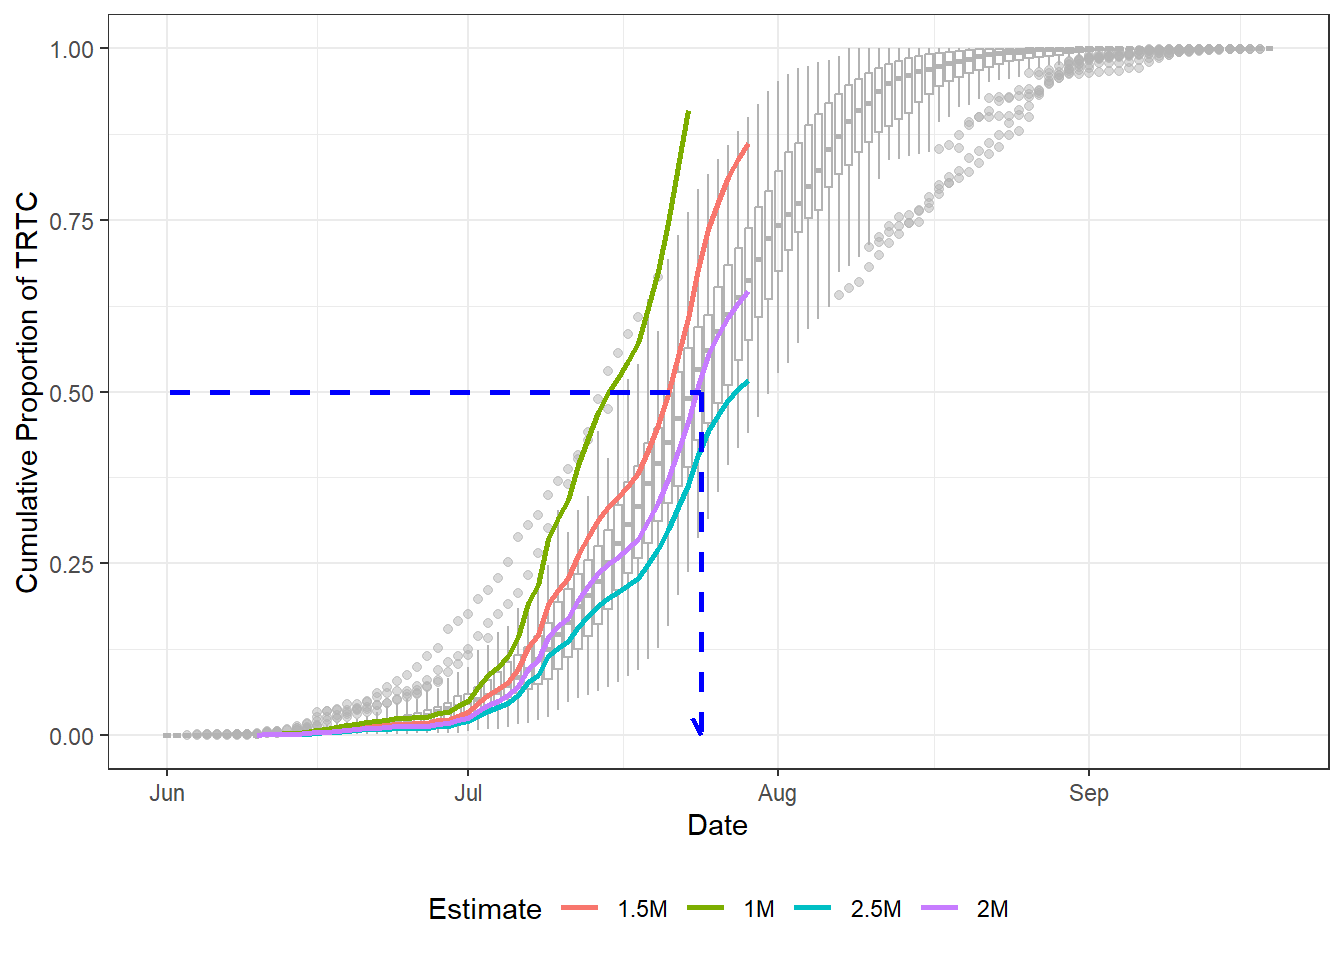 Cumulative Proportion of TRTC
1.00
0.75
0.50
0.25
0.00
Jun Jul Aug Sep
Date
Estimate 1.5M 1M 2.5M 2M